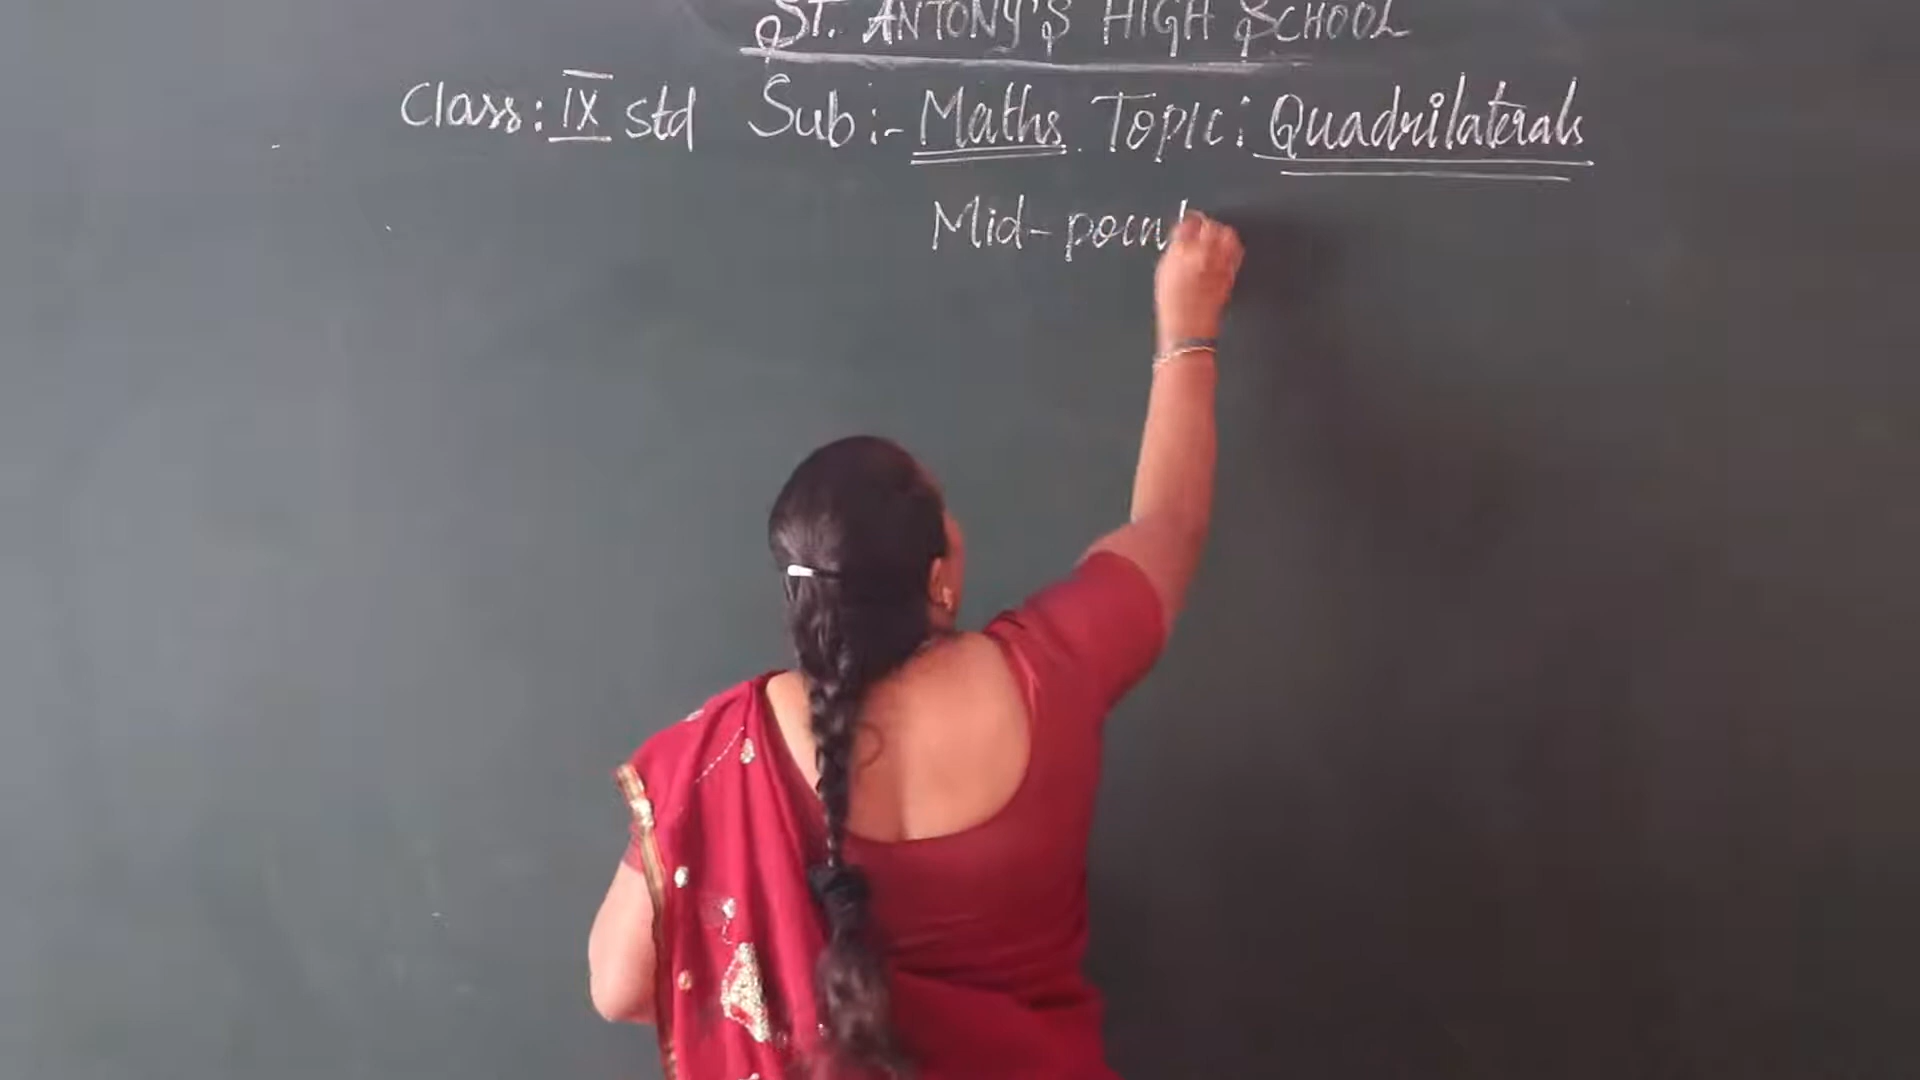 ST. ANTONY'S HIGH SCHOOL
Class: IX std Sub:- Maths Topic: Quadrilaterals
Mid-point